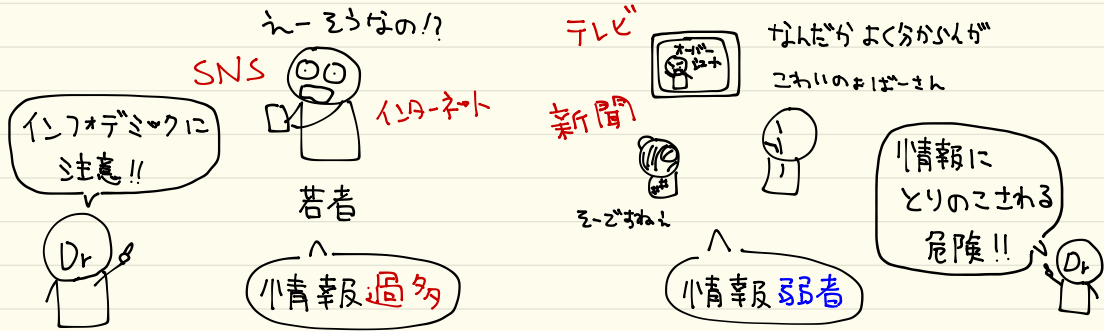 えー そうなの!?
SNS
インターネット
インフォデミックに
注意!!
Dr
若者
情報過多
テレビ
オーバー
シュート
なんだか よく分からんが
こわいのぉばーさん
新聞
そーですねぇ
情報弱者
情報に
とりのこされる
危険!!
Dr